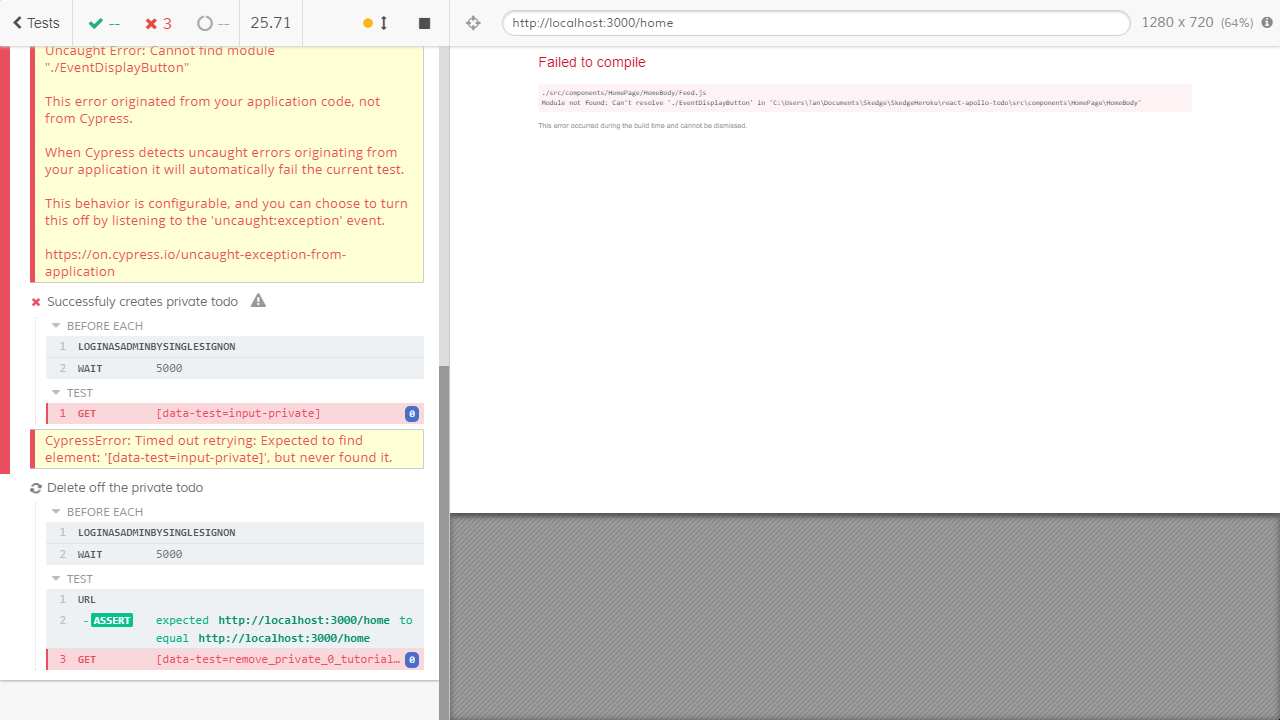 Tests
--
3
--
25.71
http://localhost:3000/home
1280 x 720 (64%)
Uncaught Error: Cannot find module
"./EventDisplayButton"
This error originated from your application code, not
from Cypress.
When Cypress detects uncaught errors originating from
your application it will automatically fail the current test.
This behavior is configurable, and you can choose to turn
this off by listening to the 'uncaught:exception' event.
https://on.cypress.io/uncaught-exception-from-
application
Successfuly creates private todo
BEFORE EACH
1 LOGINASADMINBYSINGLESIGNON
2 WAIT 5000
TEST
1 GET [data-test=input-private] 0
CypressError: Timed out retrying: Expected to find
element: '[data-test=input-private]', but never found it.
Delete off the private todo
BEFORE EACH
1 LOGINASADMINBYSINGLESIGNON
2 WAIT 5000
TEST
1 URL
2 -ASSERT expected http://localhost:3000/home to
equal http://localhost:3000/home
3 GET [data-test=remove_private_0_tutorial… 0
Failed to compile
./src/components/HomePage/HomeBody/Feed.js
Module not found: Can't resolve './EventDisplayButton' in 'C:\Users\Tan\Documents\Skedge\SkedgeHeroku\react-apollo-todo\src\components\HomePage\HomeBody'
This error occurred during the build time and cannot be dismissed.